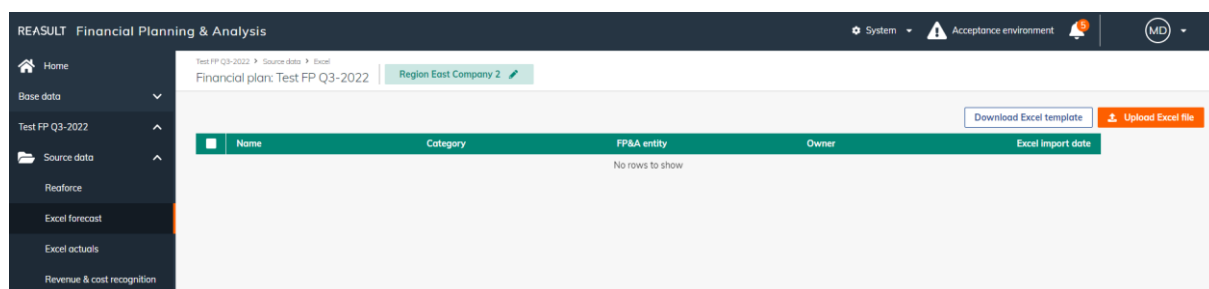 REASULT Financial Planning & Analysis
System
Acceptance environment
5
MD
Home
Base data
Test FP Q3-2022
Source data
Reaforce
Excel forecast
Excel actuals
Revenue & cost recognition
Test FP Q3-2022 > Source data > Excel
Financial plan: Test FP Q3-2022
Region East Company 2
Download Excel template
Upload Excel file
Name Category FP&A entity Owner Excel import date
No rows to show